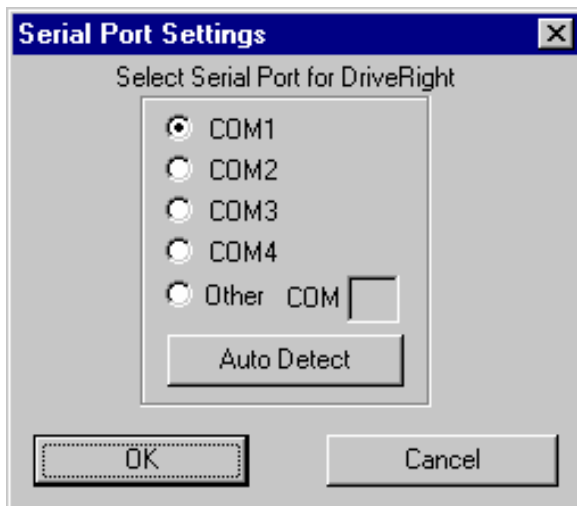 Serial Port Settings
Select Serial Port for DriveRight
COM1
COM2
COM3
COM4
Other COM
Auto Detect
OK Cancel